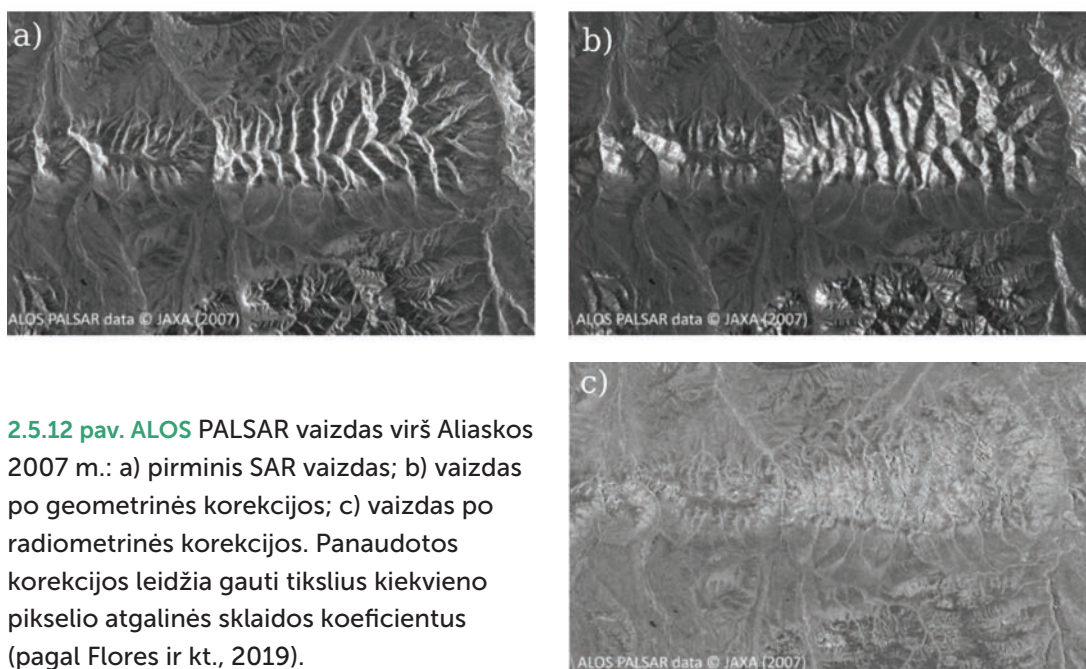 a)
ALOS PALSAR data © JAXA (2007)
b)
ALOS PALSAR data © JAXA (2007)
2.5.12 pav. ALOS PALSAR vaizdas virš Aliaskos
2007 m.: a) pirminis SAR vaizdas; b) vaizdas
po geometrinės korekcijos; c) vaizdas po
radiometrinės korekcijos. Panaudotos
korekcijos leidžia gauti tikslius kiekvieno
pikselio atgalinės sklaidos koeficientus
(pagal Flores ir kt., 2019).
c)
ALOS PALSAR data © JAXA (2007)